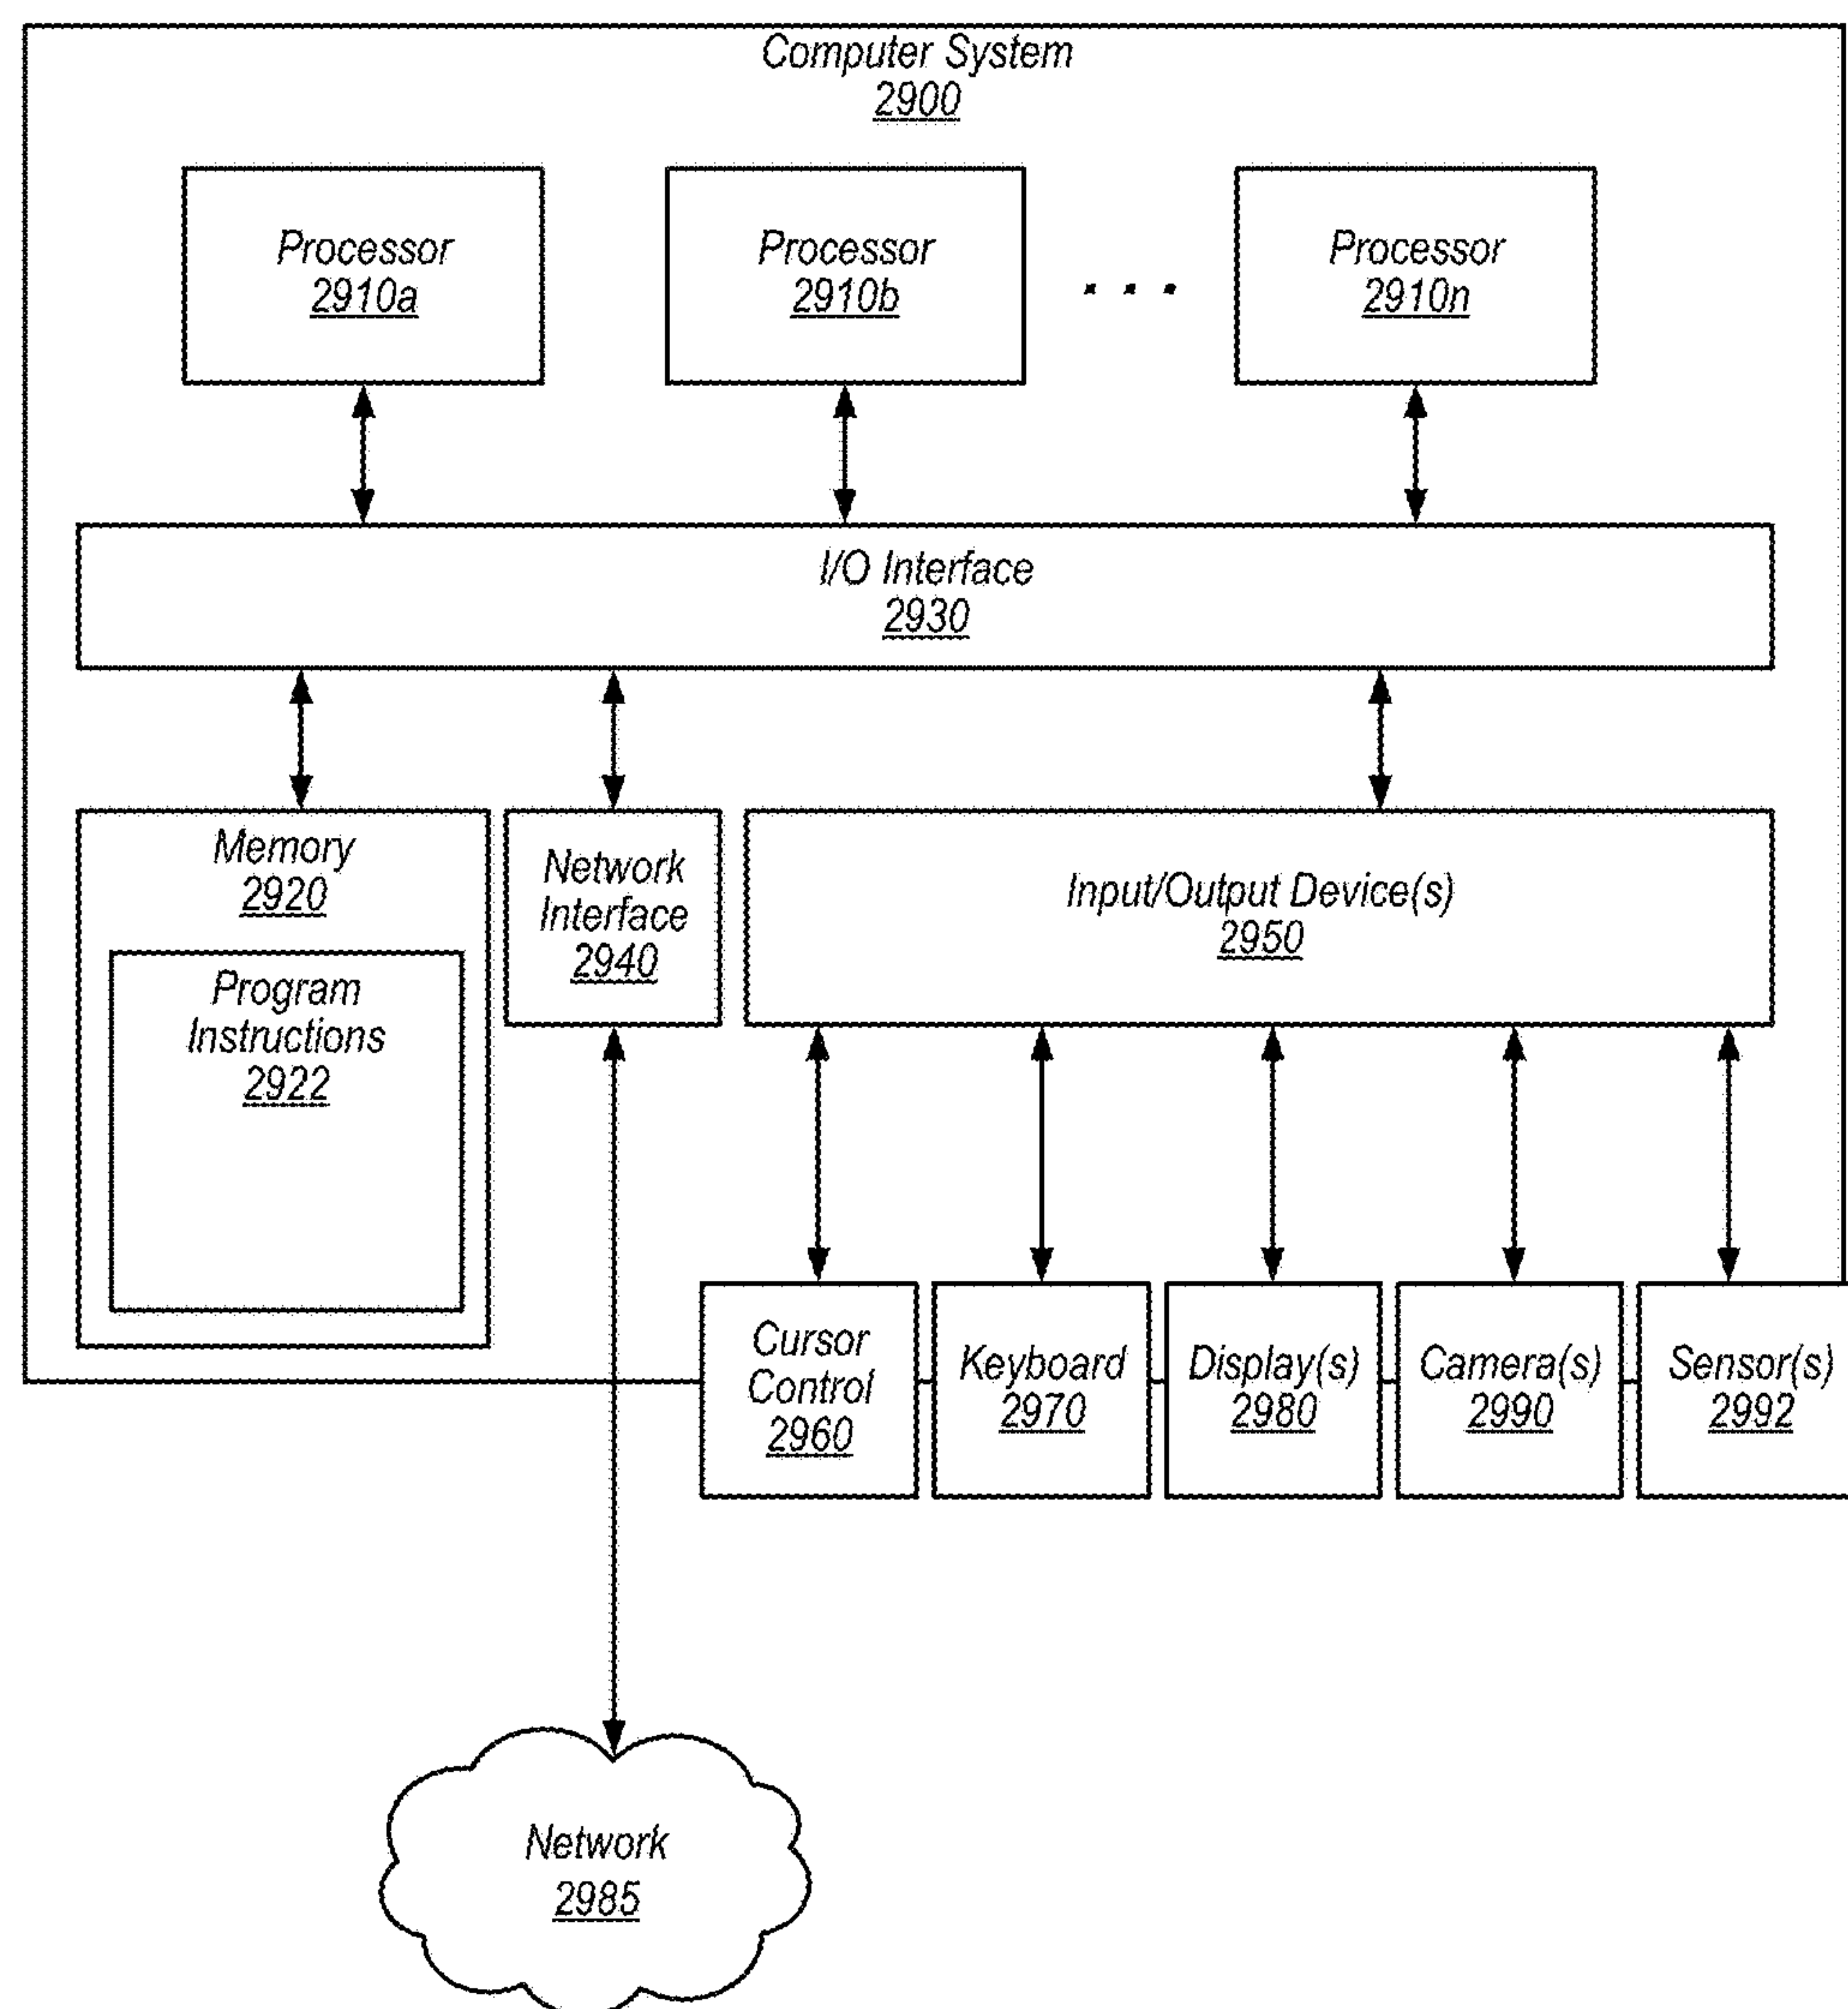 Computer System
2900
Processor
2910a
Processor
2910b
. . .
Processor
2910n
I/O Interface
2930
Memory
2920
Program
Instructions
2922
Network
Interface
2940
Input/Output Device(s)
2950
Cursor
Control
2960
Keyboard
2970
Display(s)
2980
Camera(s)
2990
Sensor(s)
2992
Network
2985